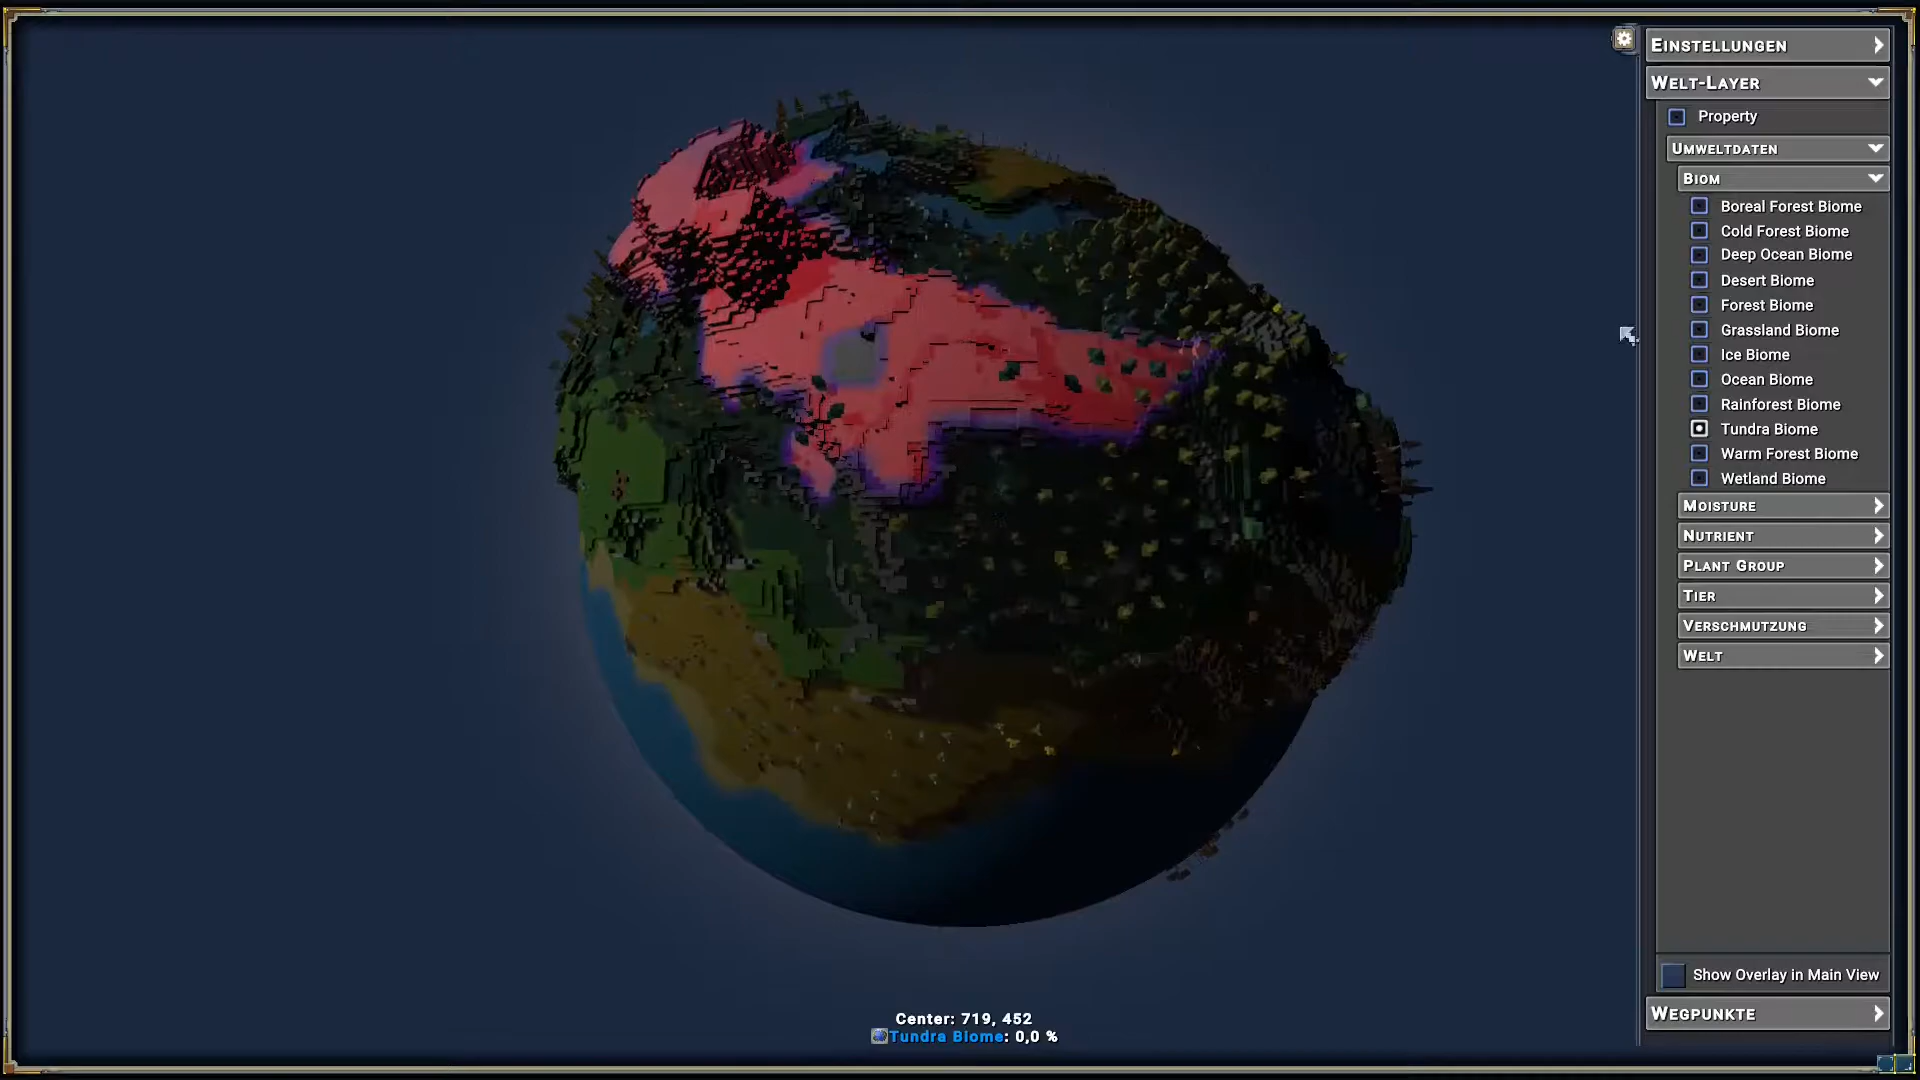 EINSTELLUNGEN
WELT-LAYER
Property
UMWELTDATEN
BIOM
Boreal Forest Biome
Cold Forest Biome
Deep Ocean Biome
Desert Biome
Forest Biome
Grassland Biome
Ice Biome
Ocean Biome
Rainforest Biome
Tundra Biome
Warm Forest Biome
Wetland Biome
MOISTURE
NUTRIENT
PLANT GROUP
TIER
VERSCHMUTZUNG
WELT
Show Overlay in Main View
WEGPUNKTE
Center: 719, 452
Tundra Biome: 0,0 %